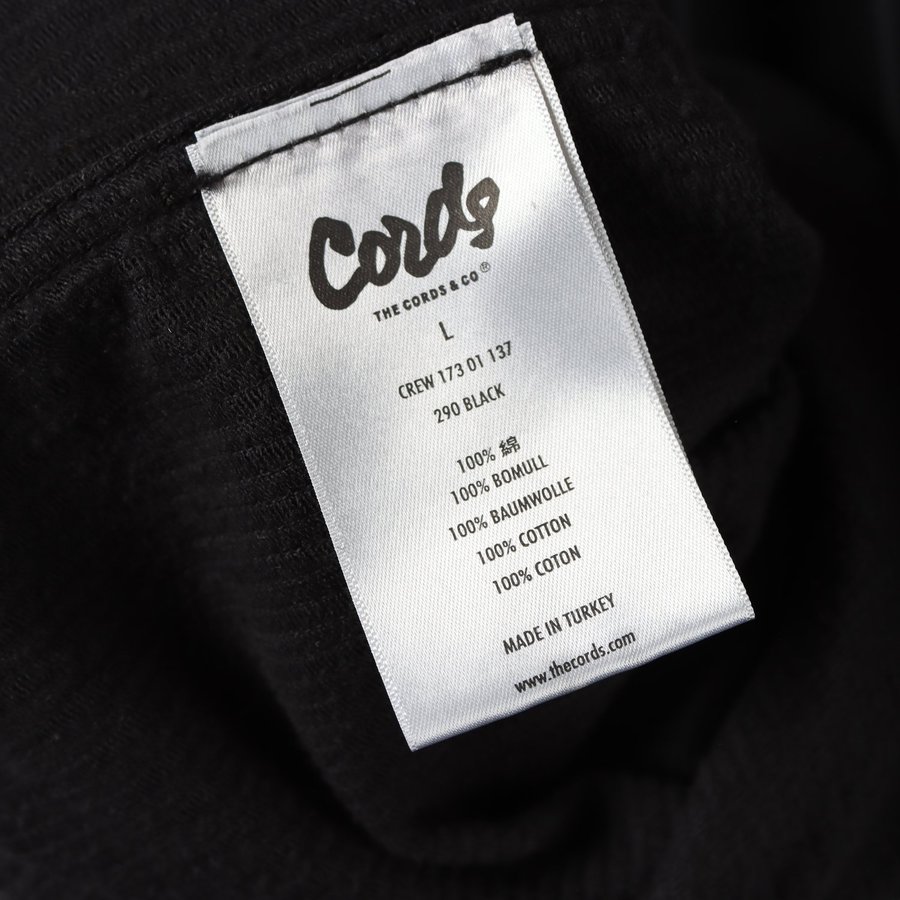 Cords
THE CORDS & CO®
L
CREW 173 01 137
290 BLACK
100% 綿
100% BOMULL
100% BAUMWOLLE
100% COTTON
100% COTON
MADE IN TURKEY
www.thecords.com